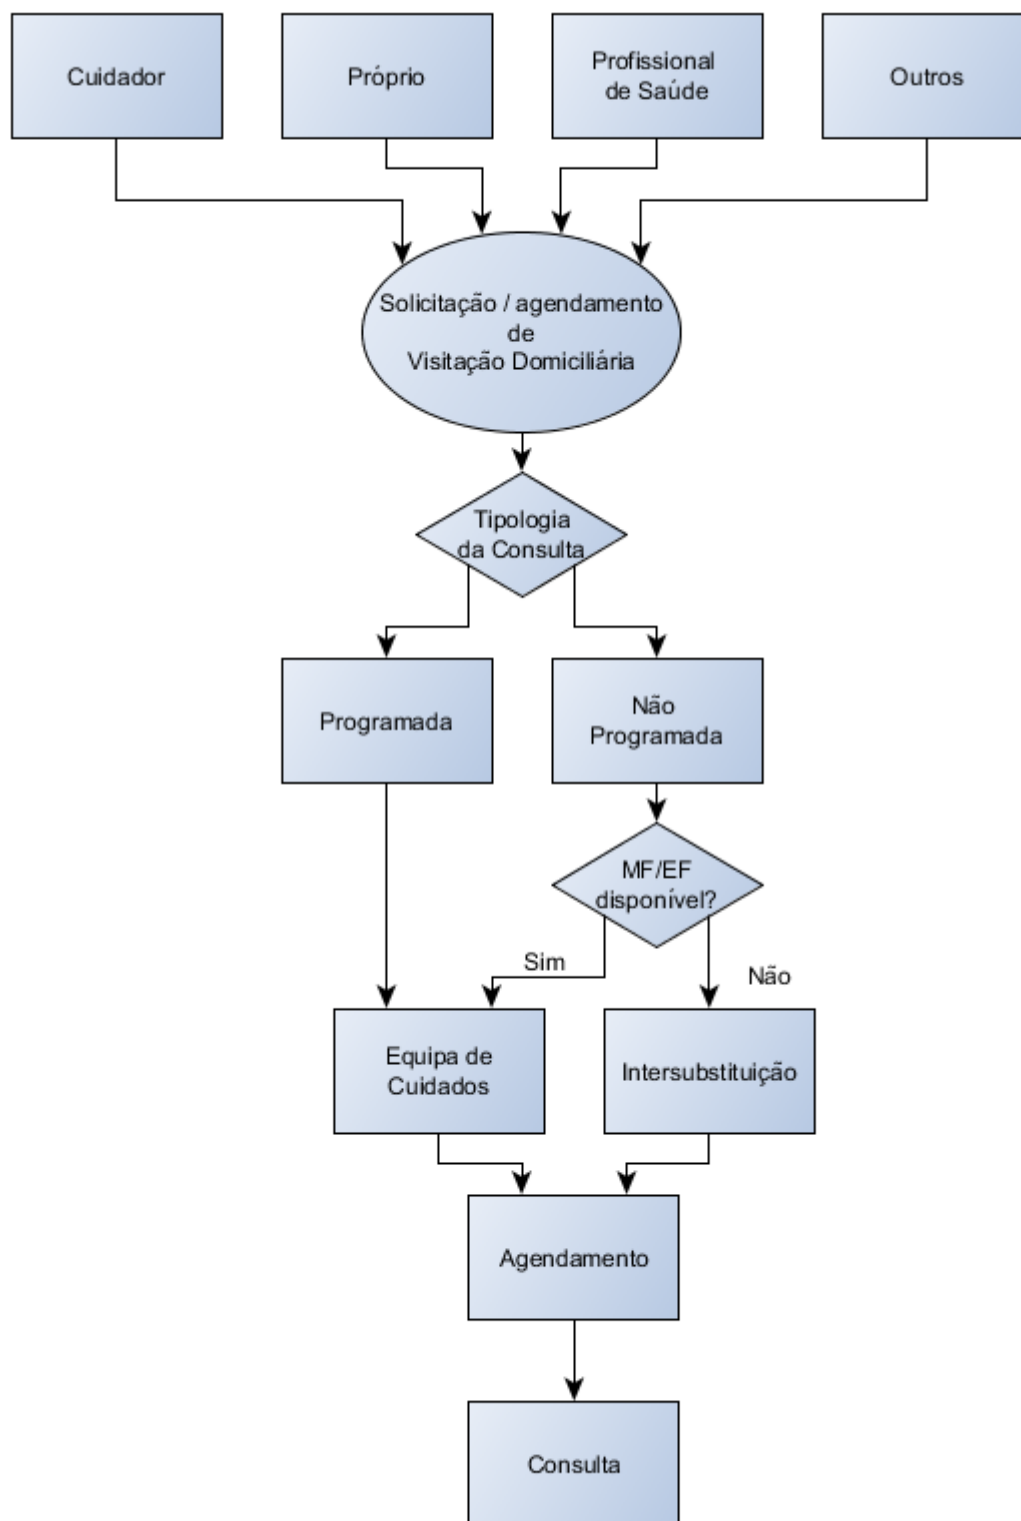 Cuidador
Próprio
Profissional
de Saúde
Outros
Solicitação / agendamento
de
Visitação Domiciliária
Tipologia
da Consulta
Programada
Não
Programada
MF/EF
disponível?
Sim
Não
Equipa de
Cuidados
Intersubstituição
Agendamento
Consulta